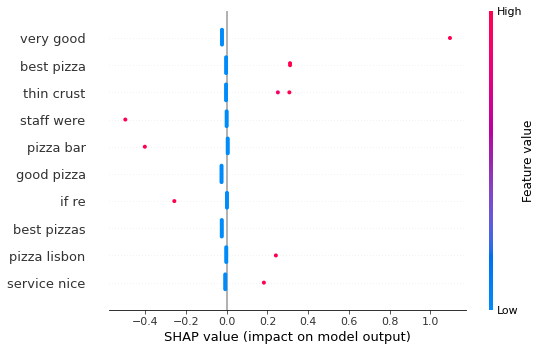 High
very good
best pizza
thin crust
staff were
pizza bar
good pizza
if re
best pizzas
pizza lisbon
service nice
Feature value
Low
−0.4 −0.2 0.0 0.2 0.4 0.6 0.8 1.0
SHAP value (impact on model output)